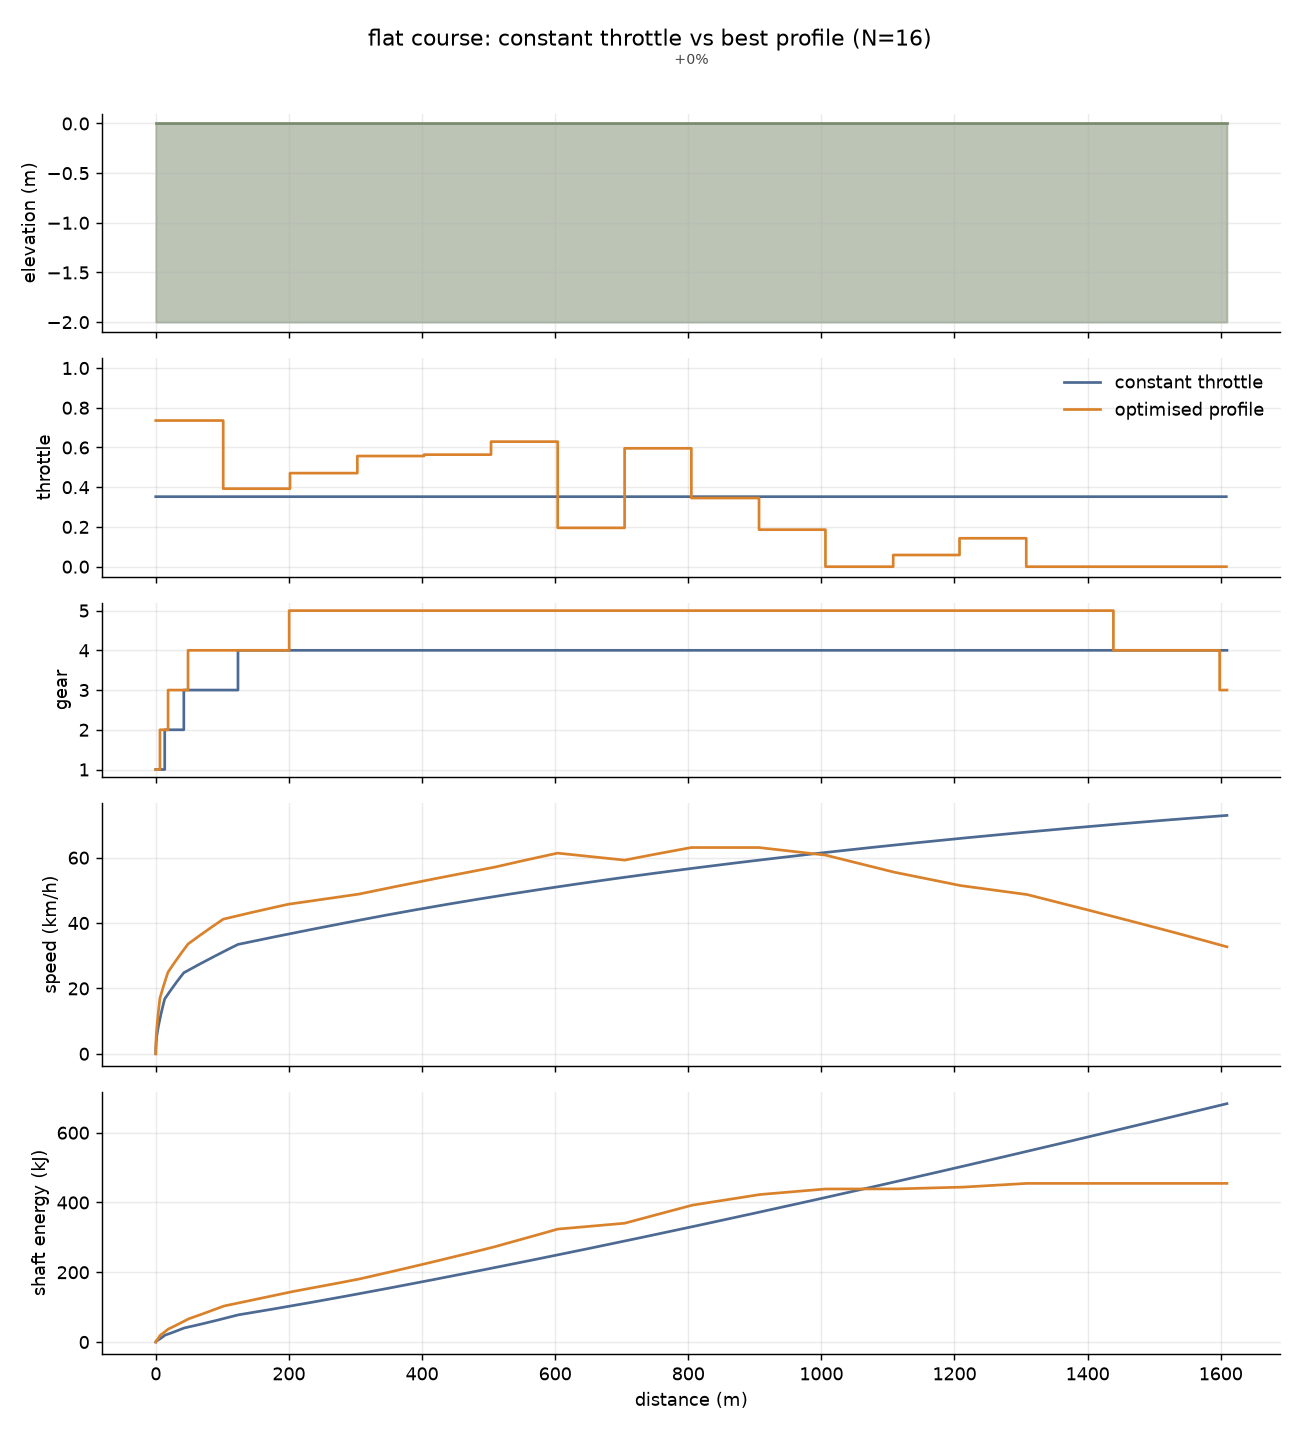 flat course: constant throttle vs best profile (N=16)
+0%
elevation (m)
0.0
−0.5
−1.0
−1.5
−2.0
throttle
1.0
0.8
0.6
0.4
0.2
0.0
constant throttle
optimised profile
gear
5
4
3
2
1
speed (km/h)
60
40
20
0
shaft energy (kJ)
600
400
200
0
0 200 400 600 800 1000 1200 1400 1600
distance (m)